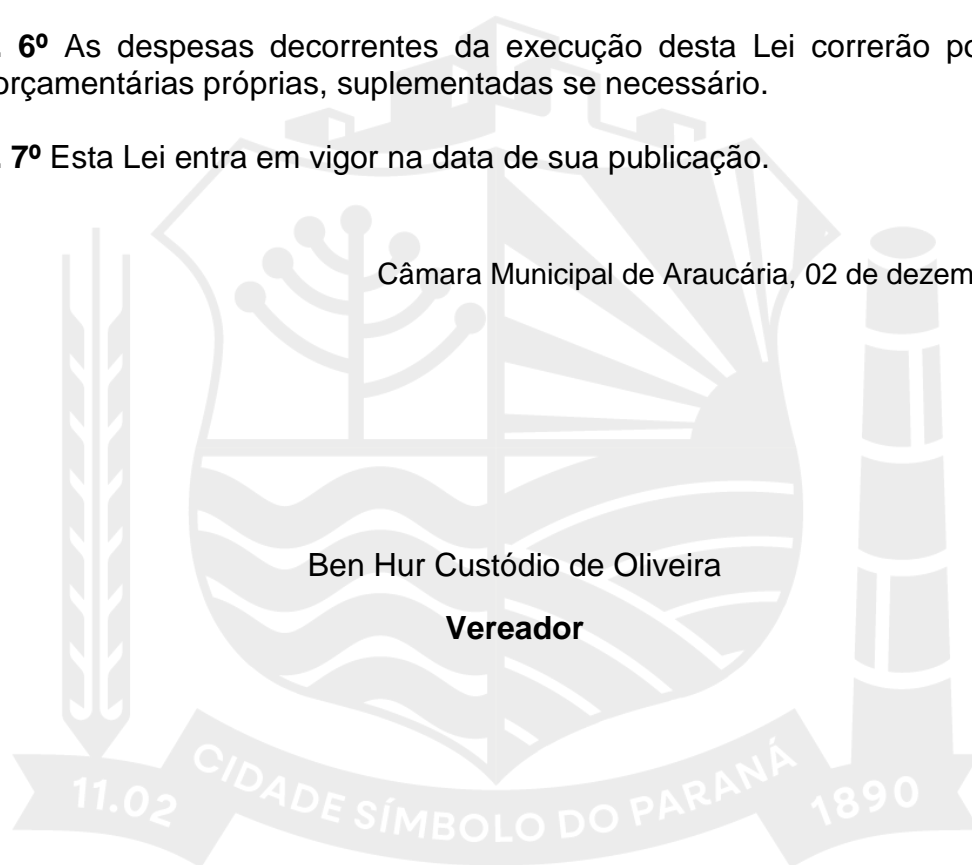 . 6º As despesas decorrentes da execução desta Lei correrão po
orçamentárias próprias, suplementadas se necessário.
. 7º Esta Lei entra em vigor na data de sua publicação.
Câmara Municipal de Araucária, 02 de dezem
Ben Hur Custódio de Oliveira
Vereador
11.02 CIDADE SÍMBOLO DO PARANÁ 1890